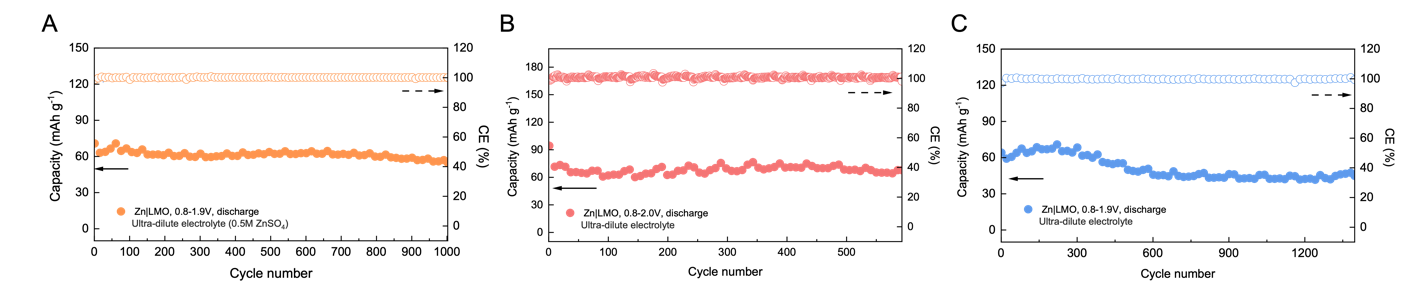 A
150
120
90
60
30
0
Capacity (mAh g⁻¹)
120
100
80
60
40
20
0
CE (%)
Zn|LMO, 0.8-1.9V, discharge
Ultra-dilute electrolyte (0.5M ZnSO₄)
0 100 200 300 400 500 600 700 800 900 1000
Cycle number
B
180
150
120
90
60
30
0
Capacity (mAh g⁻¹)
120
100
80
60
40
20
0
CE (%)
Zn|LMO, 0.8-2.0V, discharge
Ultra-dilute electrolyte
0 100 200 300 400 500
Cycle number
C
150
120
90
60
30
0
Capacity (mAh g⁻¹)
120
100
80
60
40
20
0
CE (%)
Zn|LMO, 0.8-1.9V, discharge
Ultra-dilute electrolyte
0 300 600 900 1200
Cycle number